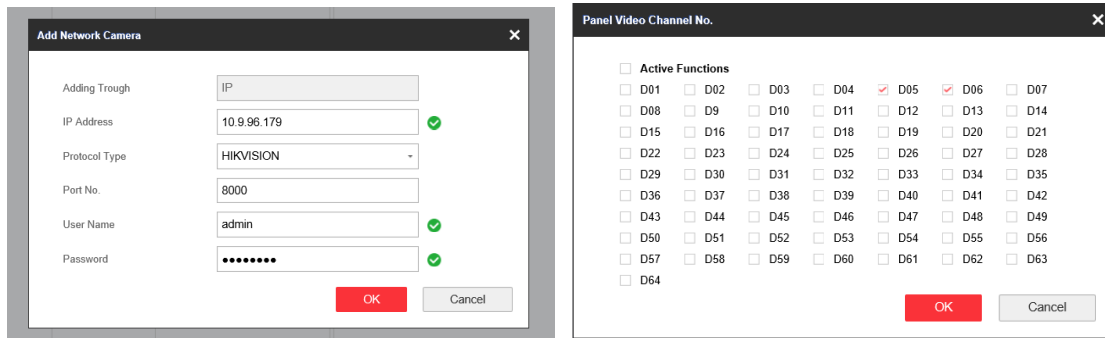 Add Network Camera
Adding Trough IP
IP Address 10.9.96.179
Protocol Type HIKVISION
Port No. 8000
User Name admin
Password ●●●●●●●●
OK Cancel
Panel Video Channel No.
Active Functions
D01 D02 D03 D04 D05 D06 D07
D08 D9 D10 D11 D12 D13 D14
D15 D16 D17 D18 D19 D20 D21
D22 D23 D24 D25 D26 D27 D28
D29 D30 D31 D32 D33 D34 D35
D36 D37 D38 D39 D40 D41 D42
D43 D44 D45 D46 D47 D48 D49
D50 D51 D52 D53 D54 D55 D56
D57 D58 D59 D60 D61 D62 D63
D64
OK Cancel